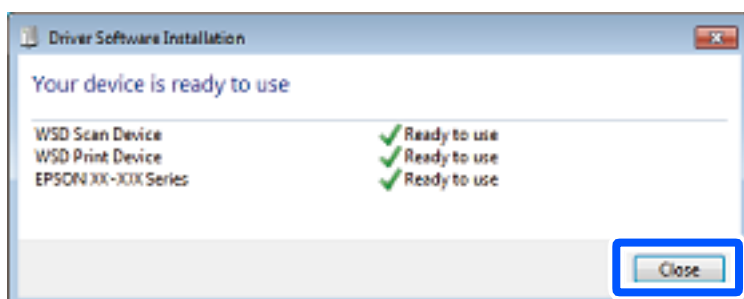 Driver Software Installation
Your device is ready to use
WSD Scan Device Ready to use
WSD Print Device Ready to use
EPSON XX-XXX Series Ready to use
Close